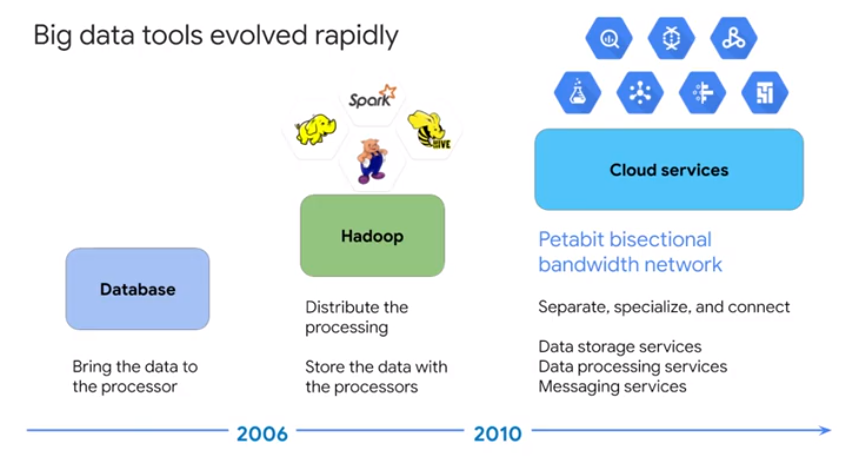 Big data tools evolved rapidly
Spark
HIVE
Cloud services
Hadoop
Database
Petabit bisectional
bandwidth network
Distribute the
processing
Separate, specialize, and connect
Store the data with
the processors
Data storage services
Data processing services
Messaging services
Bring the data to
the processor
2006
2010